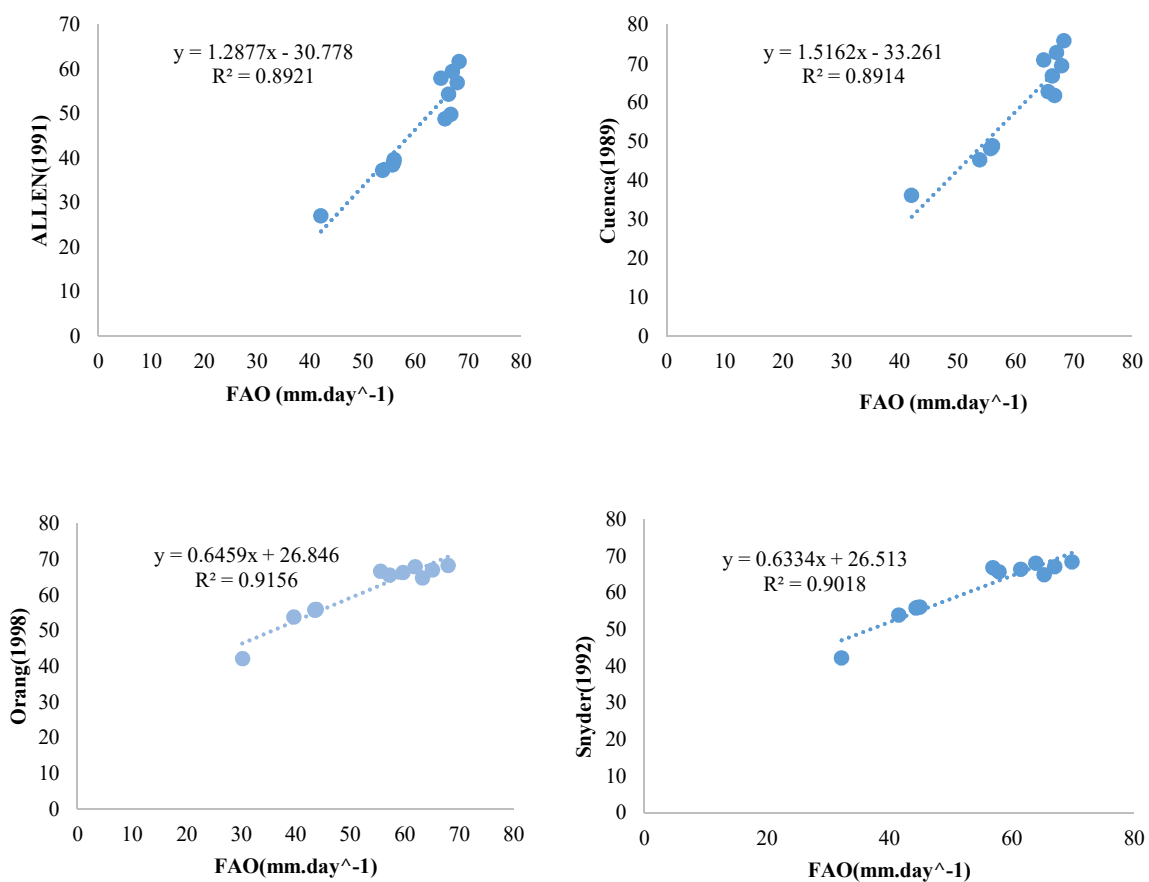 y = 1.2877x - 30.778
R² = 0.8921
70
60
50
40
30
20
10
0
0 10 20 30 40 50 60 70 80
ALLEN(1991)
FAO (mm.day^-1)
y = 1.5162x - 33.261
R² = 0.8914
80
70
60
50
40
30
20
10
0
0 10 20 30 40 50 60 70 80
Cuenca(1989)
FAO (mm.day^-1)
y = 0.6459x + 26.846
R² = 0.9156
80
70
60
50
40
30
20
10
0
0 10 20 30 40 50 60 70 80
Orang(1998)
FAO(mm.day^-1)
y = 0.6334x + 26.513
R² = 0.9018
80
70
60
50
40
30
20
10
0
0 20 40 60 80
Snyder(1992)
FAO(mm.day^-1)